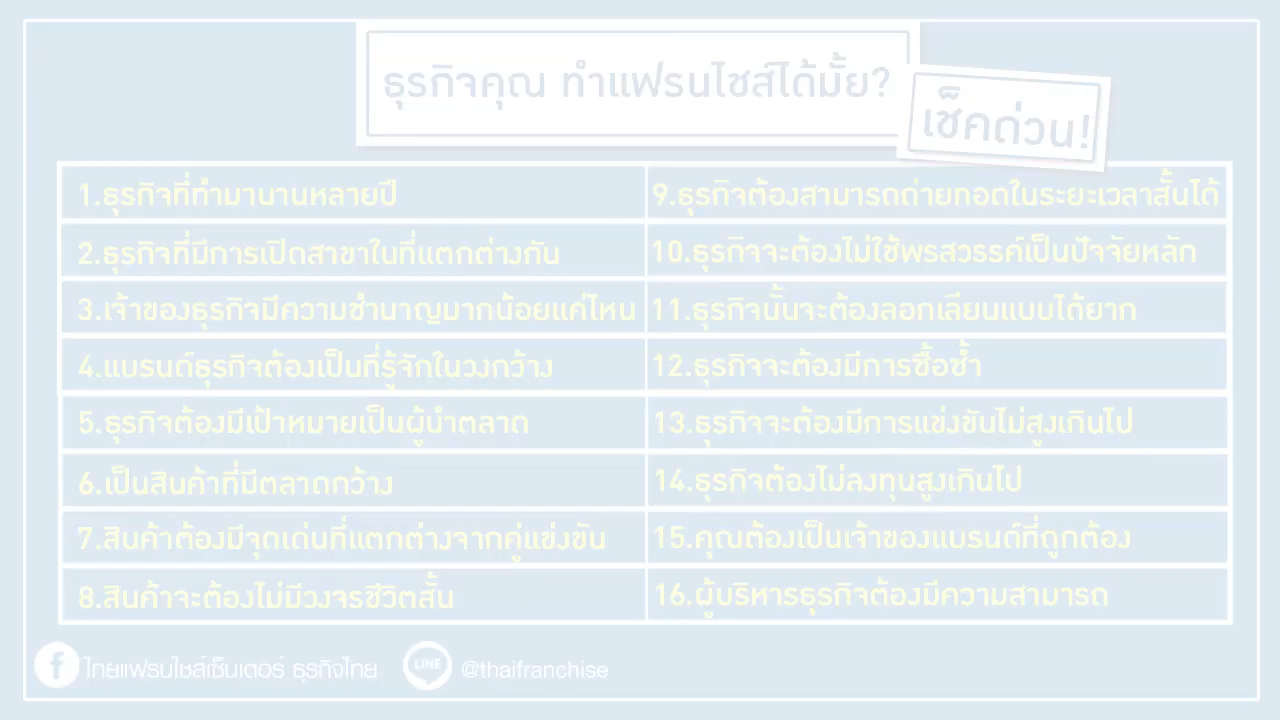 ธุรกิจคุณ ทำแฟรนไชส์ได้มั้ย?
เช็คด่วน!
1.ธุรกิจที่ทำมานานหลายปี
2.ธุรกิจที่มีการเปิดสาขาในที่แตกต่างกัน
3.เจ้าของธุรกิจมีความชำนาญมากน้อยแค่ไหน
4.แบรนด์ธุรกิจต้องเป็นที่รู้จักในวงกว้าง
5.ธุรกิจต้องมีเป้าหมายเป็นผู้นำตลาด
6.เป็นสินค้าที่มีตลาดกว้าง
7.สินค้าต้องมีจุดเด่นที่แตกต่างจากคู่แข่งขัน
8.สินค้าจะต้องไม่มีวงจรชีวิตสั้น
9.ธุรกิจต้องสามารถถ่ายทอดในระยะเวลาสั้นได้
10.ธุรกิจจะต้องไม่ใช้พรสวรรค์เป็นปัจจัยหลัก
11.ธุรกิจนั้นจะต้องลอกเลียนแบบได้ยาก
12.ธุรกิจจะต้องมีการซื้อซ้ำ
13.ธุรกิจจะต้องมีการแข่งขันไม่สูงเกินไป
14.ธุรกิจต้องไม่ลงทุนสูงเกินไป
15.คุณต้องเป็นเจ้าของแบรนด์ที่ถูกต้อง
16.ผู้บริหารธุรกิจต้องมีความสามารถ
f ไทยแฟรนไชส์เซ็นเตอร์ ธุรกิจไทย LINE @thaifranchise